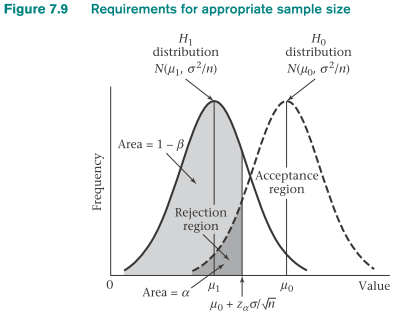 Figure 7.9 Requirements for appropriate sample size
H₁
distribution
N(μ₁, σ²/n)
H₀
distribution
N(μ₀, σ²/n)
Area = 1 – β
Frequency
Acceptance
region
Rejection
region
0
Area = α
μ₁
μ₀
Value
μ₀ + zασ/√n